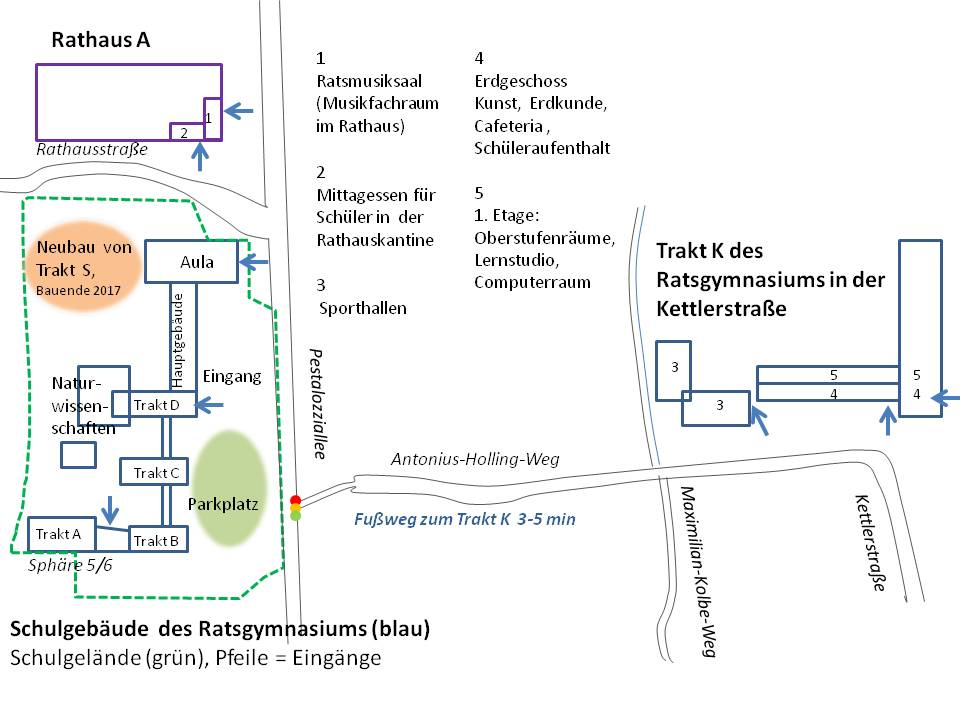 Rathaus A
1
2
Rathausstraße
1
Ratsmusiksaal
(Musikfachraum
im Rathaus)
2
Mittagessen für
Schüler in der
Rathauskantine
3
Sporthallen
4
Erdgeschoss
Kunst, Erdkunde,
Cafeteria ,
Schüleraufenthalt
5
1. Etage:
Oberstufenräume,
Lernstudio,
Computerraum
Neubau von
Trakt S,
Bauende 2017
Aula
Hauptgebäude
Eingang
Natur-
wissen-
schaften
Trakt D
Trakt C
Parkplatz
Trakt A
Trakt B
Sphäre 5/6
Pestalozziallee
Trakt K des
Ratsgymnasiums in der
Kettlerstraße
3
3
5
4
5
4
Antonius-Holling-Weg
Fußweg zum Trakt K 3-5 min
Maximilian-Kolbe-Weg
Kettlerstraße
Schulgebäude des Ratsgymnasiums (blau)
Schulgelände (grün), Pfeile = Eingänge